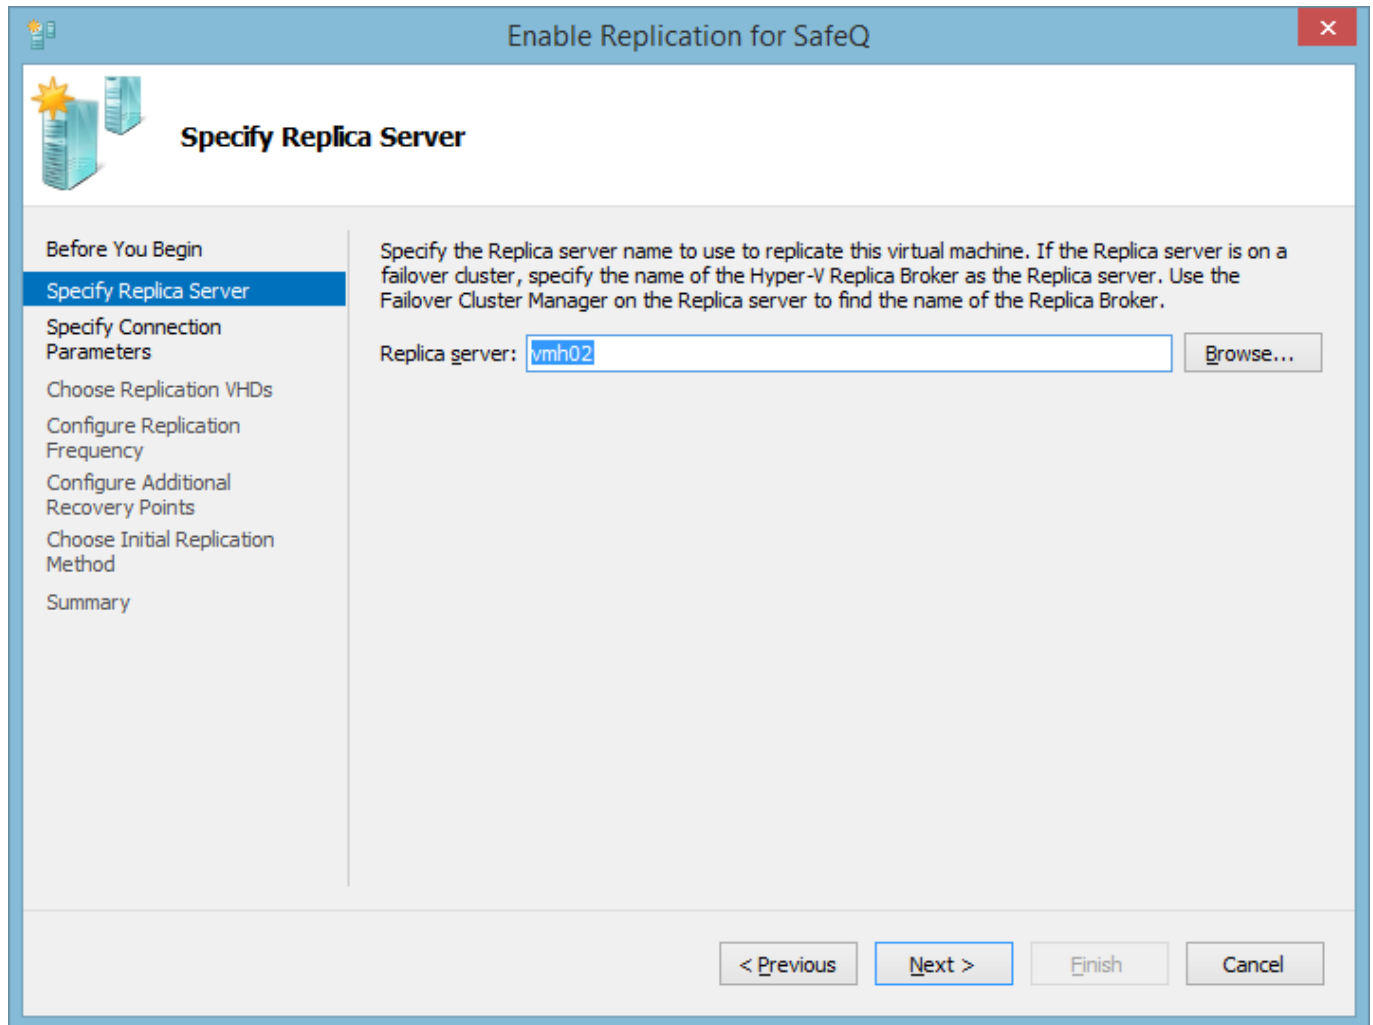 Enable Replication for SafeQ
Specify Replica Server
Before You Begin
Specify Replica Server
Specify Connection
Parameters
Choose Replication VHDs
Configure Replication
Frequency
Configure Additional
Recovery Points
Choose Initial Replication
Method
Summary
Specify the Replica server name to use to replicate this virtual machine. If the Replica server is on a
failover cluster, specify the name of the Hyper-V Replica Broker as the Replica server. Use the
Failover Cluster Manager on the Replica server to find the name of the Replica Broker.
Replica server: vmh02 Browse...
< Previous Next > Finish Cancel